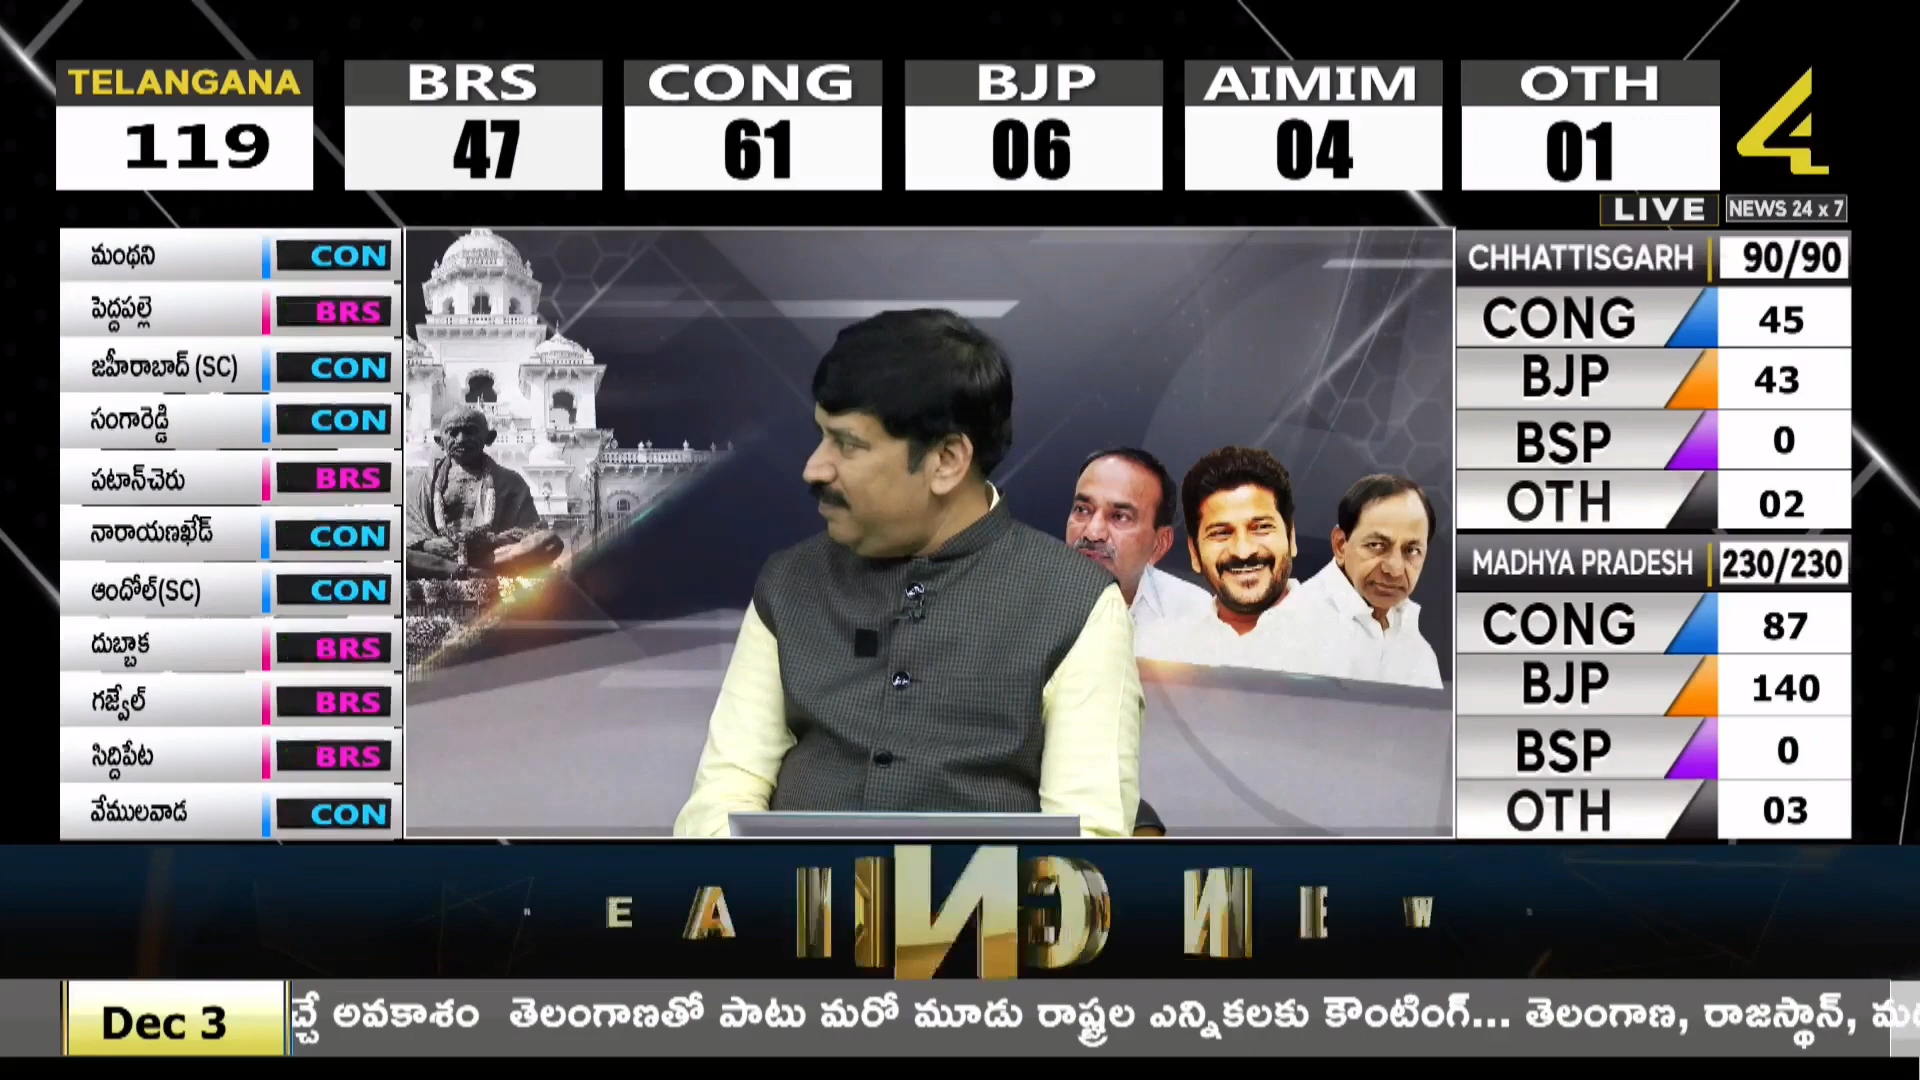 TELANGANA BRS CONG BJP AIMIM OTH
119 47 61 06 04 01
4
LIVE NEWS 24 x 7
మంథని CON
పెద్దపల్లె BRS
జహీరాబాద్ (SC) CON
సంగారెడ్డి CON
పటాన్‌చెరు BRS
నారాయణఖేడ్ CON
ఆందోల్(SC) CON
దుబ్బాక BRS
గజ్వేల్ BRS
సిద్దిపేట BRS
వేములవాడ CON
CHHATTISGARH 90/90
CONG 45
BJP 43
BSP 0
OTH 02
MADHYA PRADESH 230/230
CONG 87
BJP 140
BSP 0
OTH 03
Dec 3 చ్చే అవకాశం తెలంగాణతో పాటు మరో మూడు రాష్ట్రల ఎన్నికలకు కౌంటింగ్... తెలంగాణ, రాజస్థాన్,